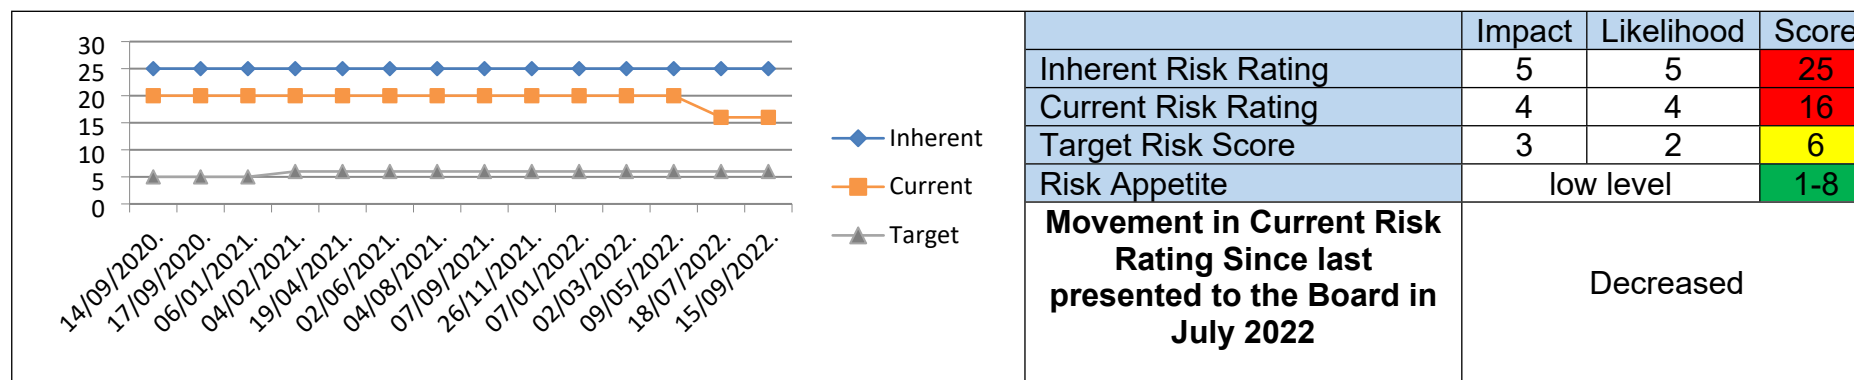 30
25
20
15
10
5
0
14/09/2020.
17/09/2020.
06/01/2021.
04/02/2021.
19/04/2021.
02/06/2021.
04/08/2021.
07/09/2021.
26/11/2021.
07/01/2022.
02/03/2022.
09/05/2022.
18/07/2022.
15/09/2022.
Inherent
Current
Target
Impact Likelihood Score
Inherent Risk Rating 5 5 25
Current Risk Rating 4 4 16
Target Risk Score 3 2 6
Risk Appetite low level 1-8
Movement in Current Risk
Rating Since last
presented to the Board in
July 2022
Decreased